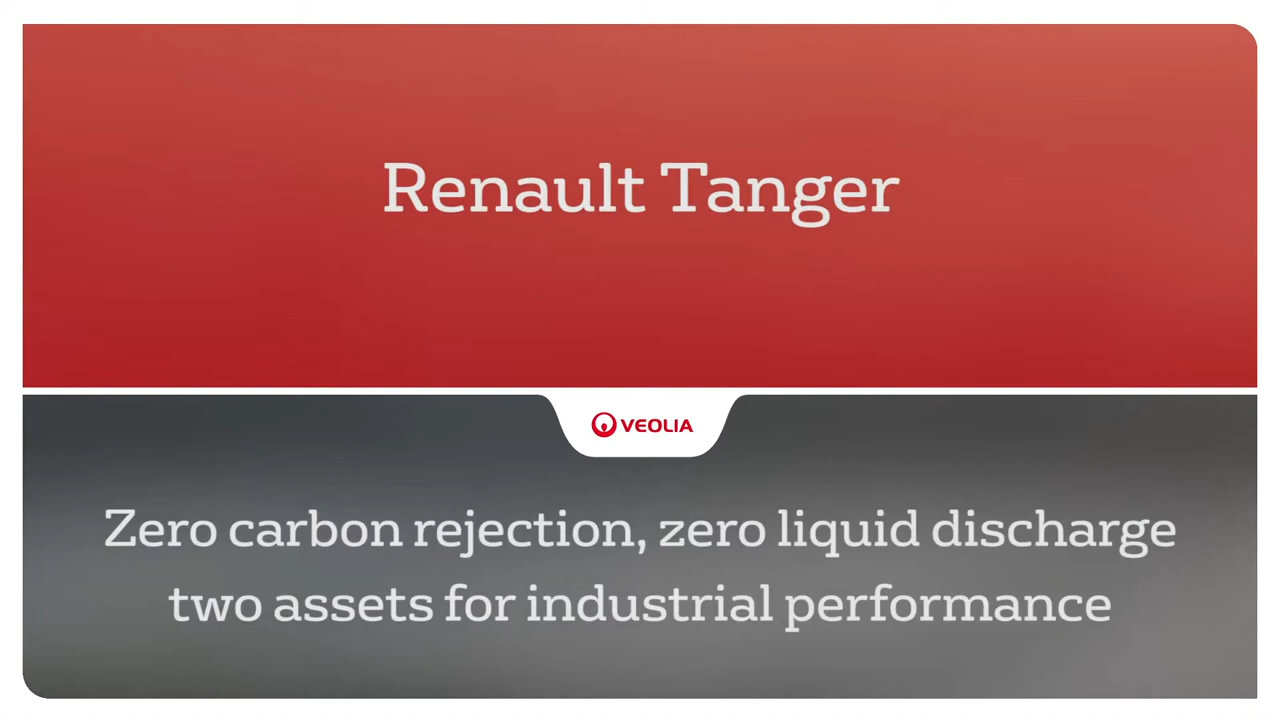 Renault Tanger
VEOLIA
Zero carbon rejection, zero liquid discharge
two assets for industrial performance